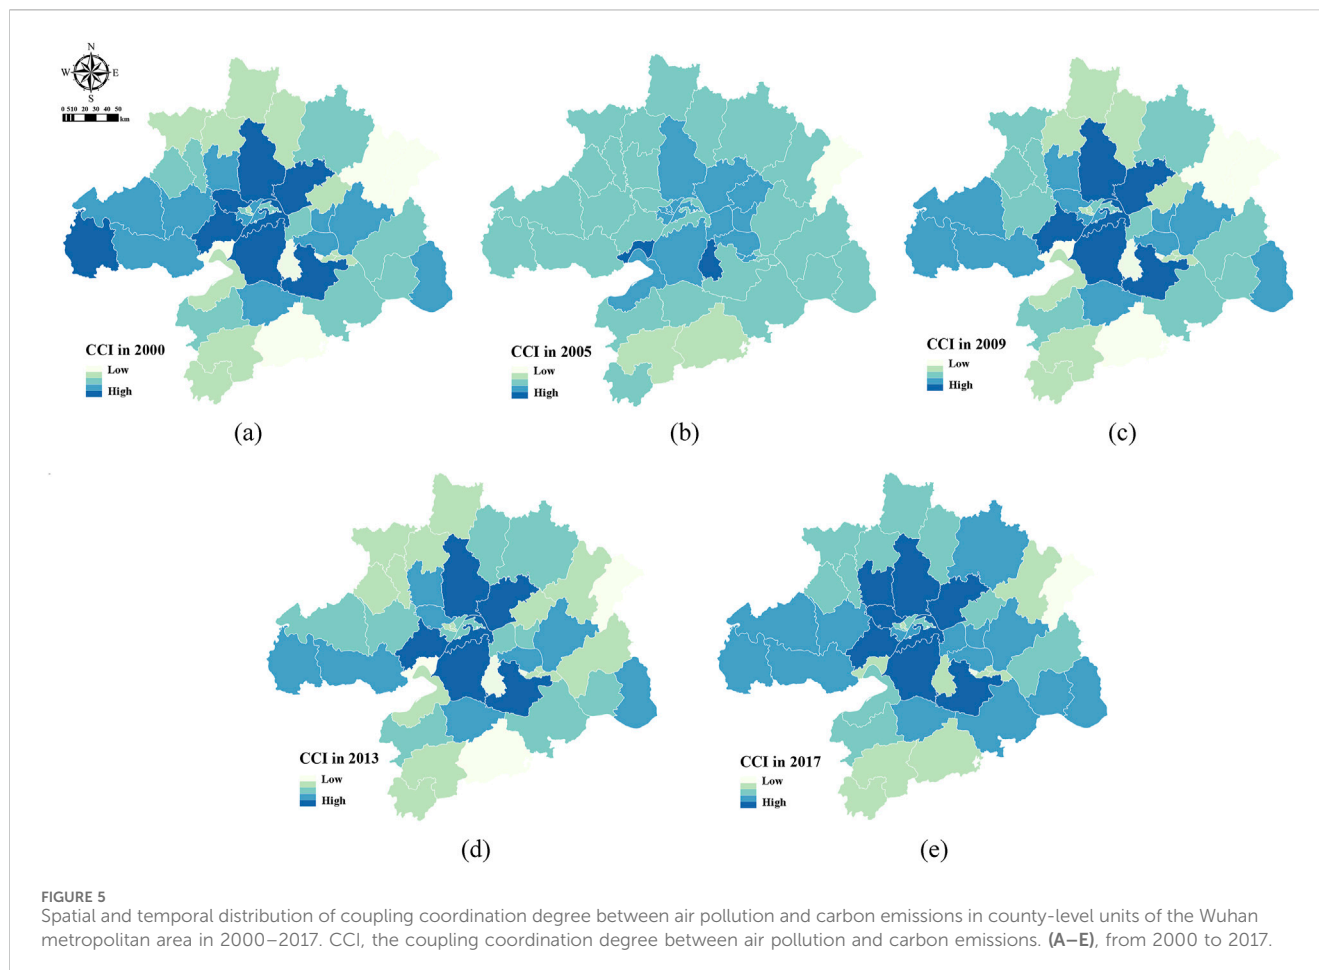 N
W E
S
0 5 10 20 30 40 50
km
CCI in 2000
Low
High
(a)
CCI in 2005
Low
High
(b)
CCI in 2009
Low
High
(c)
CCI in 2013
Low
High
(d)
CCI in 2017
Low
High
(e)
FIGURE 5
Spatial and temporal distribution of coupling coordination degree between air pollution and carbon emissions in county-level units of the Wuhan
metropolitan area in 2000–2017. CCI, the coupling coordination degree between air pollution and carbon emissions. (A–E), from 2000 to 2017.